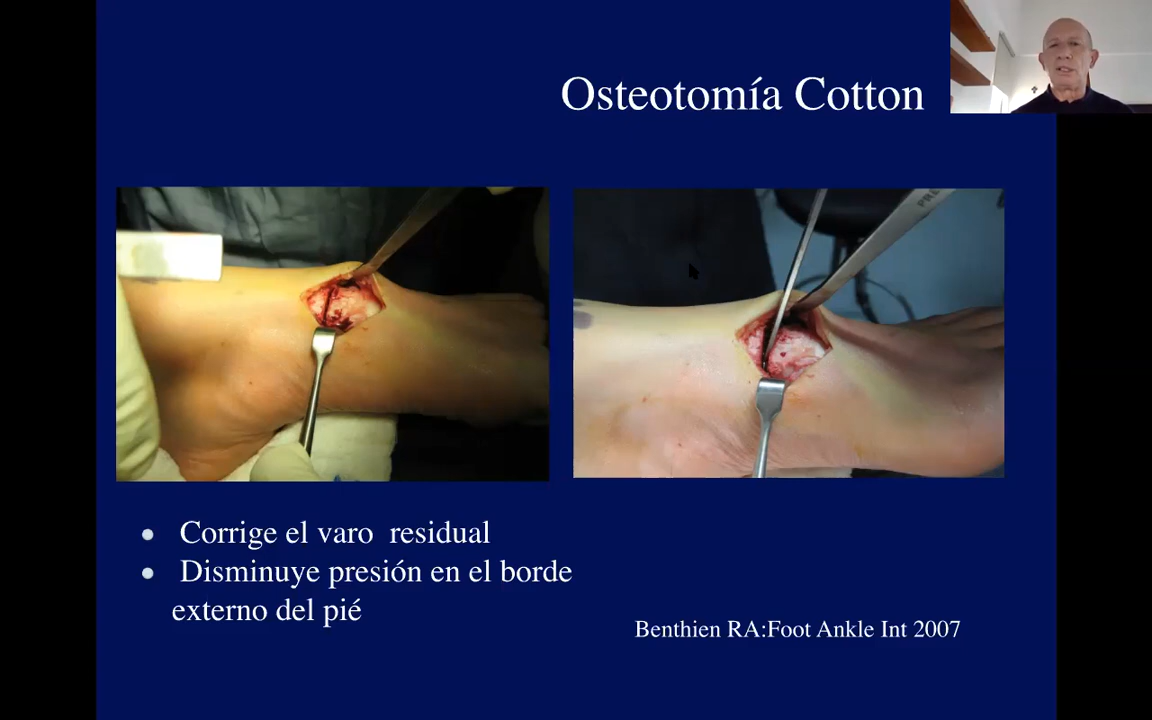 Osteotomía Cotton
PRE
Corrige el varo residual
Disminuye presión en el borde
externo del pié
Benthien RA:Foot Ankle Int 2007